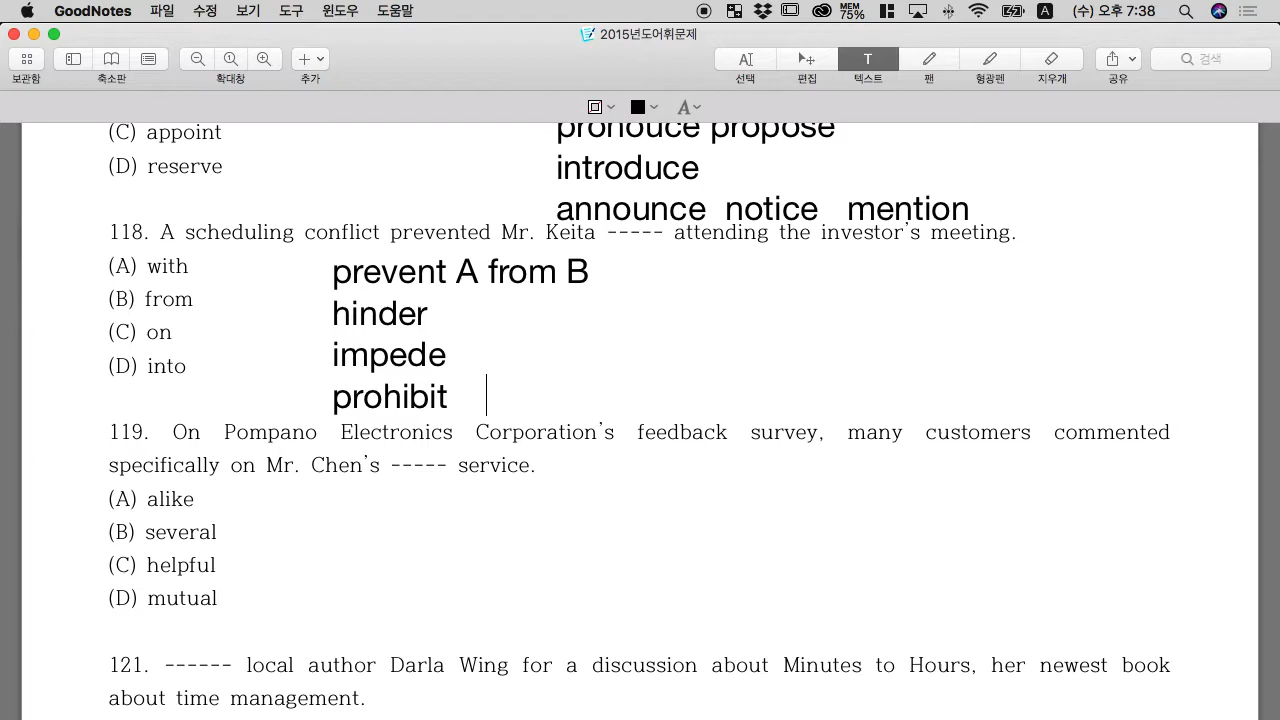 GoodNotes 파일 수정 보기 도구 윈도우 도움말 MEM 75% A (수) 오후 7:38
2015년도어휘문제
보관함 축소판 확대창 추가 선택 편집 T 텍스트 펜 형광펜 지우개 공유 검색
A
(C) appoint
pronouce propose
(D) reserve
introduce
announce notice mention
118. A scheduling conflict prevented Mr. Keita ----- attending the investor's meeting.
(A) with
prevent A from B
(B) from
hinder
(C) on
impede
(D) into
prohibit
119. On Pompano Electronics Corporation's feedback survey, many customers commented
specifically on Mr. Chen's ----- service.
(A) alike
(B) several
(C) helpful
(D) mutual
121. ------ local author Darla Wing for a discussion about Minutes to Hours, her newest book
about time management.